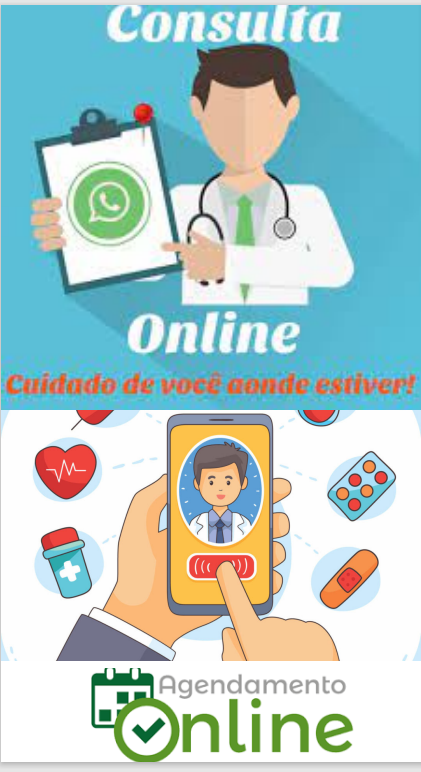 Consulta
Online
Cuidado de você aonde estiver!
Agendamento
Online